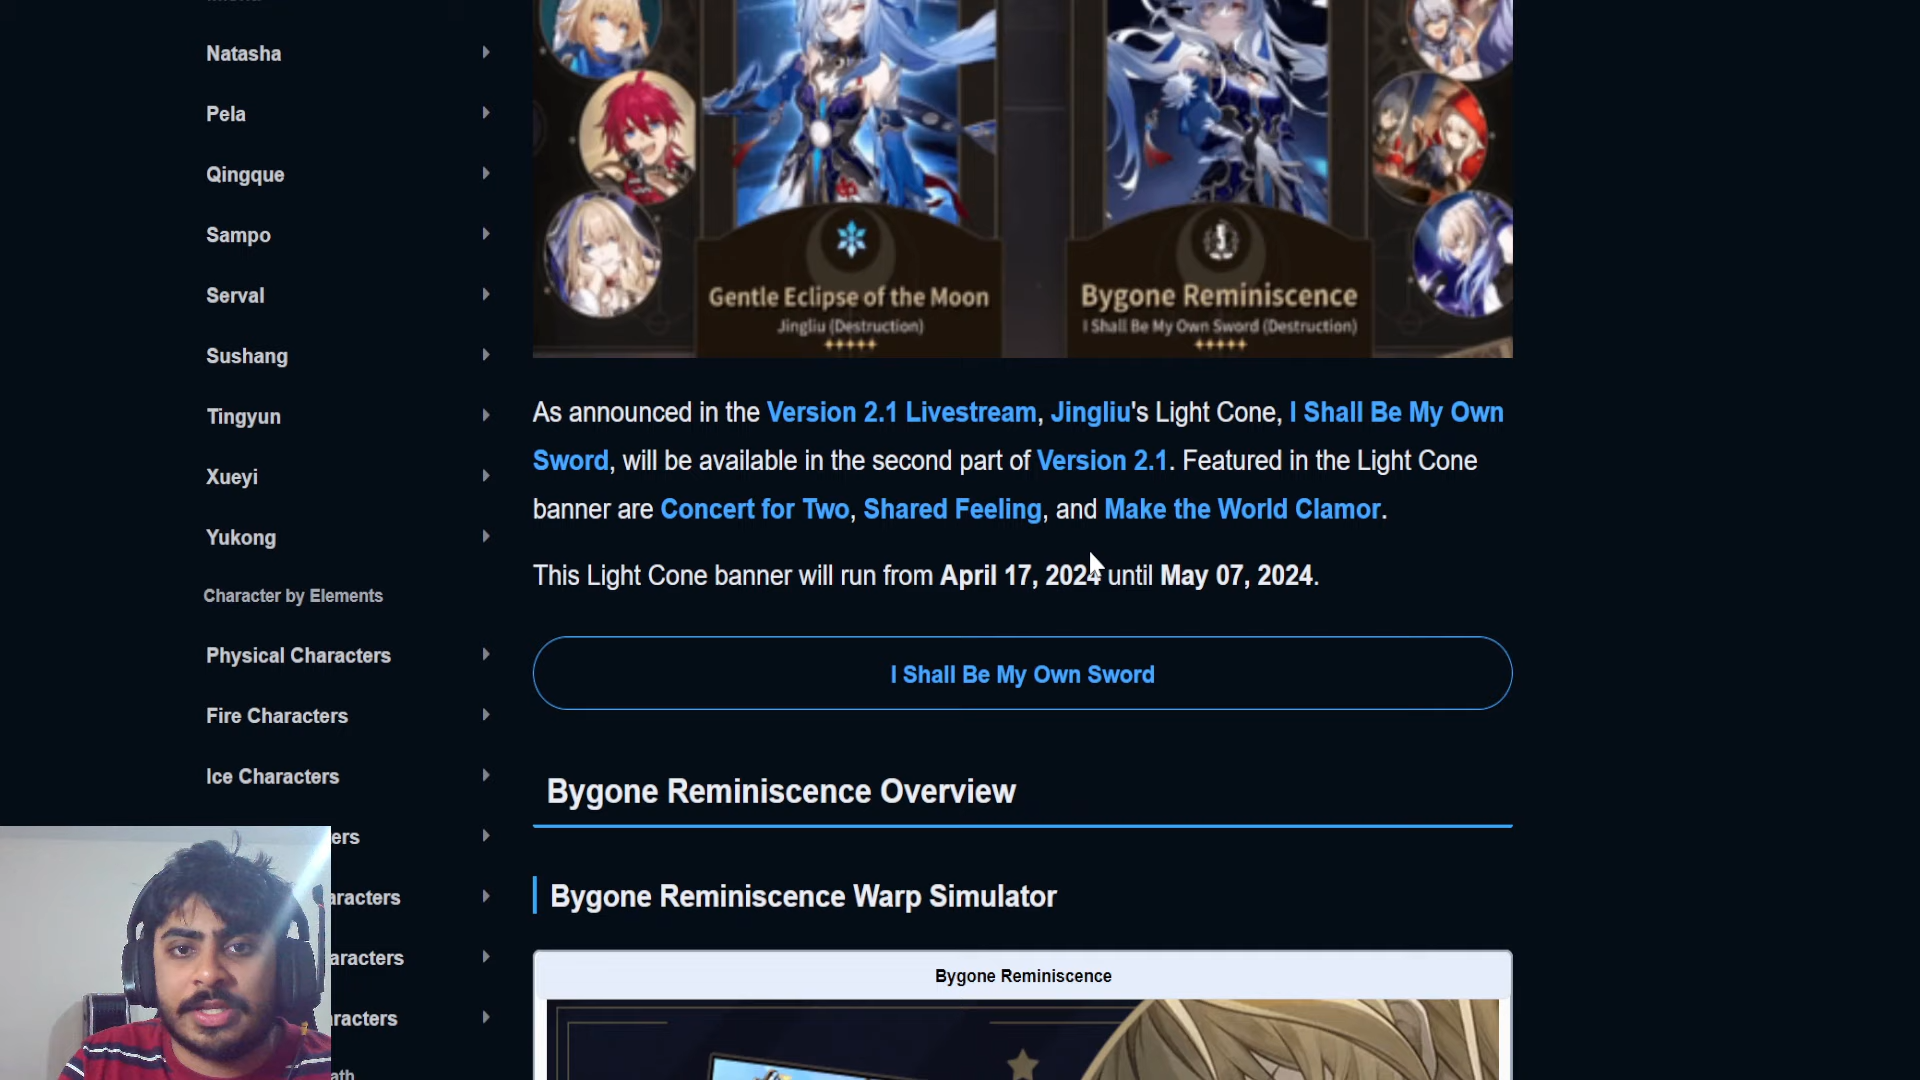 Natasha
Pela
Qingque
Sampo
Serval
Sushang
Tingyun
Xueyi
Yukong
Character by Elements
Physical Characters
Fire Characters
Ice Characters
ers
aracters
aracters
racters
Gentle Eclipse of the Moon
Jingliu (Destruction)
Bygone Reminiscence
I Shall Be My Own Sword (Destruction)
As announced in the Version 2.1 Livestream, Jingliu's Light Cone, I Shall Be My Own
Sword, will be available in the second part of Version 2.1. Featured in the Light Cone
banner are Concert for Two, Shared Feeling, and Make the World Clamor.
This Light Cone banner will run from April 17, 2024 until May 07, 2024.
I Shall Be My Own Sword
Bygone Reminiscence Overview
Bygone Reminiscence Warp Simulator
Bygone Reminiscence